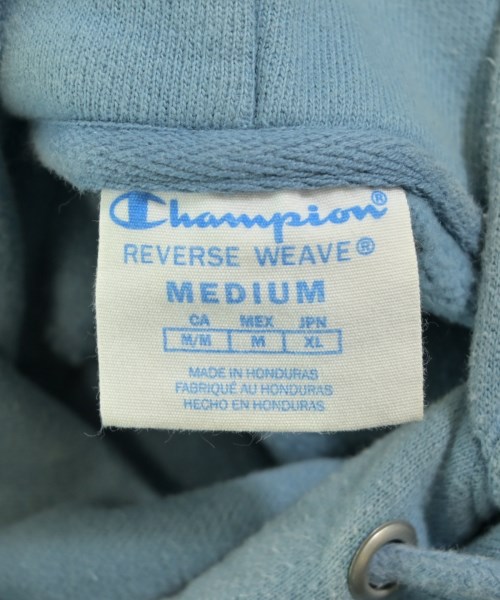 Champion®
REVERSE WEAVE®
MEDIUM
CA MEX JPN
M/M M XL
MADE IN HONDURAS
FABRIQUÉ AU HONDURAS
HECHO EN HONDURAS